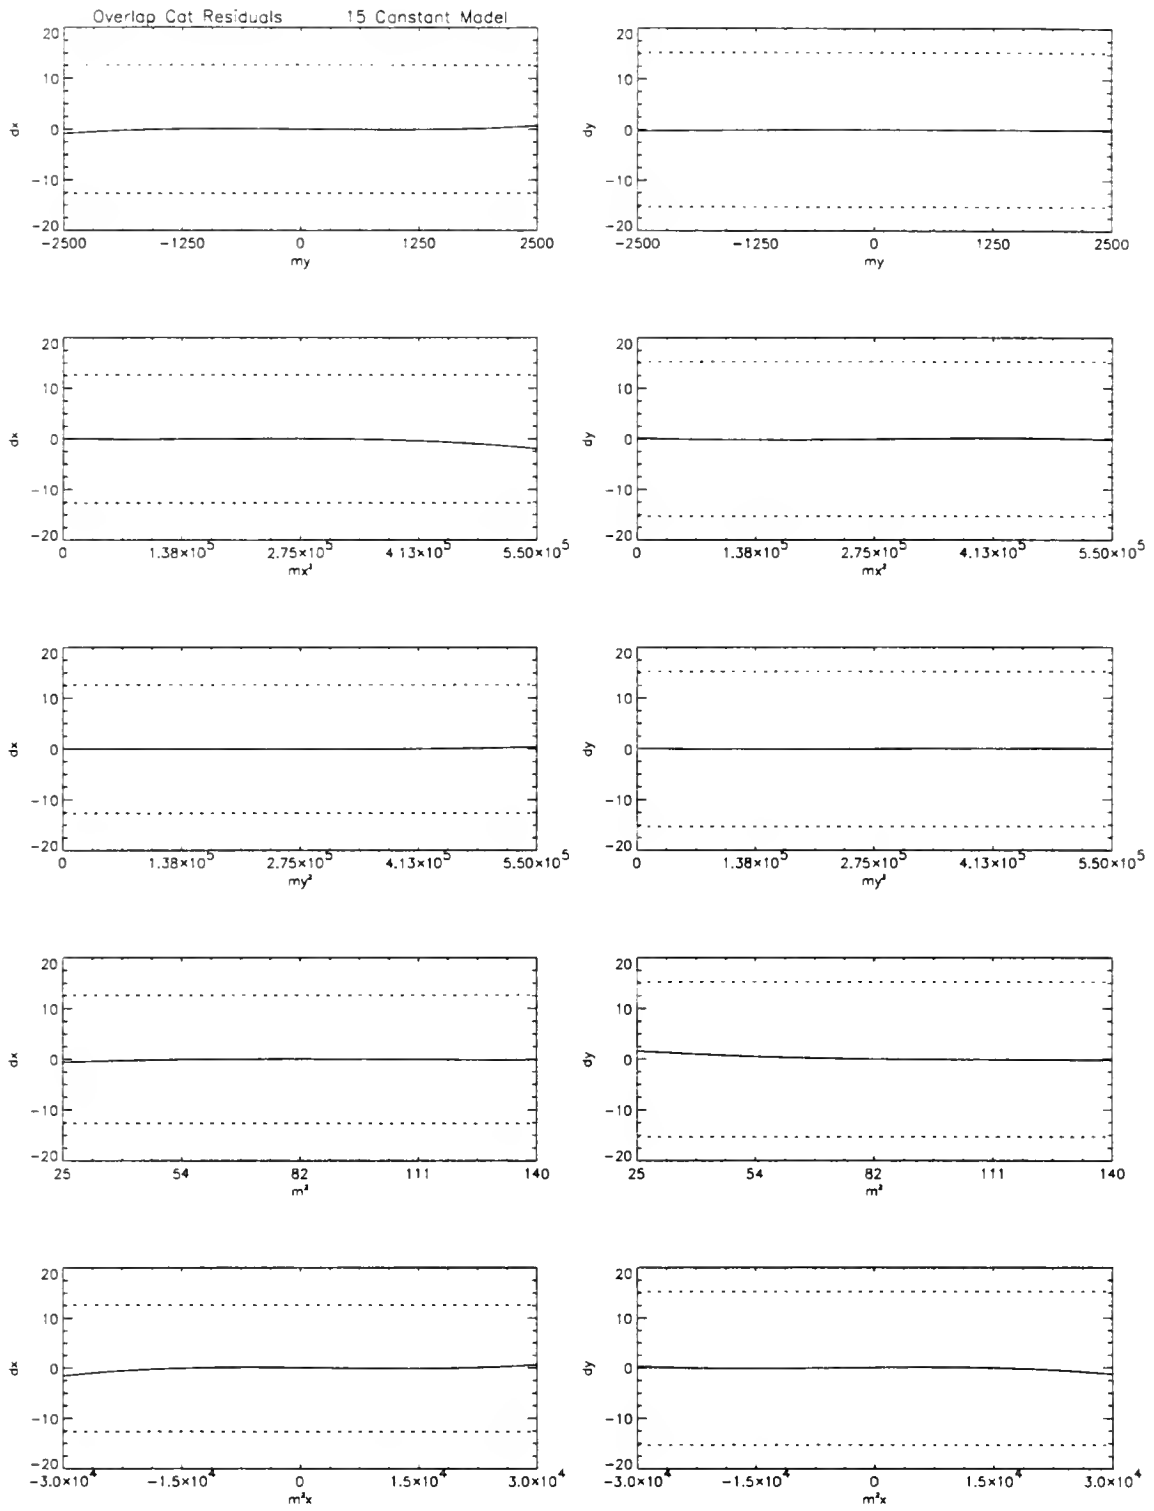 Overlap Cat Residuals 15 Constant Model
20 20
10 10
dx 0 dy 0
-10 -10
-20 -20
-2500 -1250 0 1250 2500 -2500 -1250 0 1250 2500
my my
20 20
10 10
dx 0 dy 0
-10 -10
-20 -20
0 1.38×10⁵ 2.75×10⁵ 4.13×10⁵ 5.50×10⁵ 0 1.38×10⁵ 2.75×10⁵ 4.13×10⁵ 5.50×10⁵
mx² mx²
20 20
10 10
dx 0 dy 0
-10 -10
-20 -20
0 1.38×10⁵ 2.75×10⁵ 4.13×10⁵ 5.50×10⁵ 0 1.38×10⁵ 2.75×10⁵ 4.13×10⁵ 5.50×10⁵
my² my²
20 20
10 10
dx 0 dy 0
-10 -10
-20 -20
25 54 82 111 140 25 54 82 111 140
m² m²
20 20
10 10
dx 0 dy 0
-10 -10
-20 -20
-3.0×10⁴ -1.5×10⁴ 0 1.5×10⁴ 3.0×10⁴ -3.0×10⁴ -1.5×10⁴ 0 1.5×10⁴ 3.0×10⁴
m²x m²x